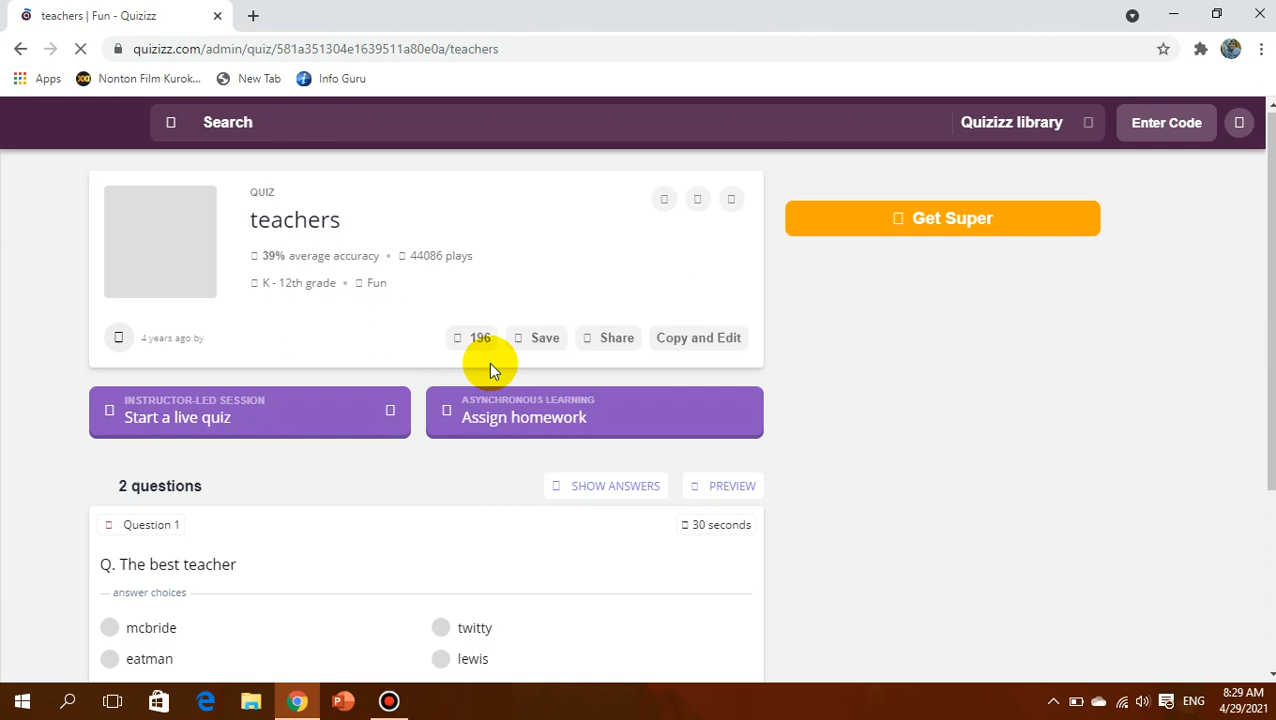 teachers | Fun - Quizizz
quizizz.com/admin/quiz/581a351304e1639511a80e0a/teachers
Apps Nonton Film Kurok... New Tab Info Guru
Search Quizizz library Enter Code
QUIZ
teachers
39% average accuracy • 44086 plays
K - 12th grade • Fun
4 years ago by 196 Save Share Copy and Edit
Get Super
INSTRUCTOR-LED SESSION
Start a live quiz
ASYNCHRONOUS LEARNING
Assign homework
2 questions SHOW ANSWERS PREVIEW
Question 1 30 seconds
Q. The best teacher
answer choices
mcbride twitty
eatman lewis
ENG
8:29 AM
4/29/2021